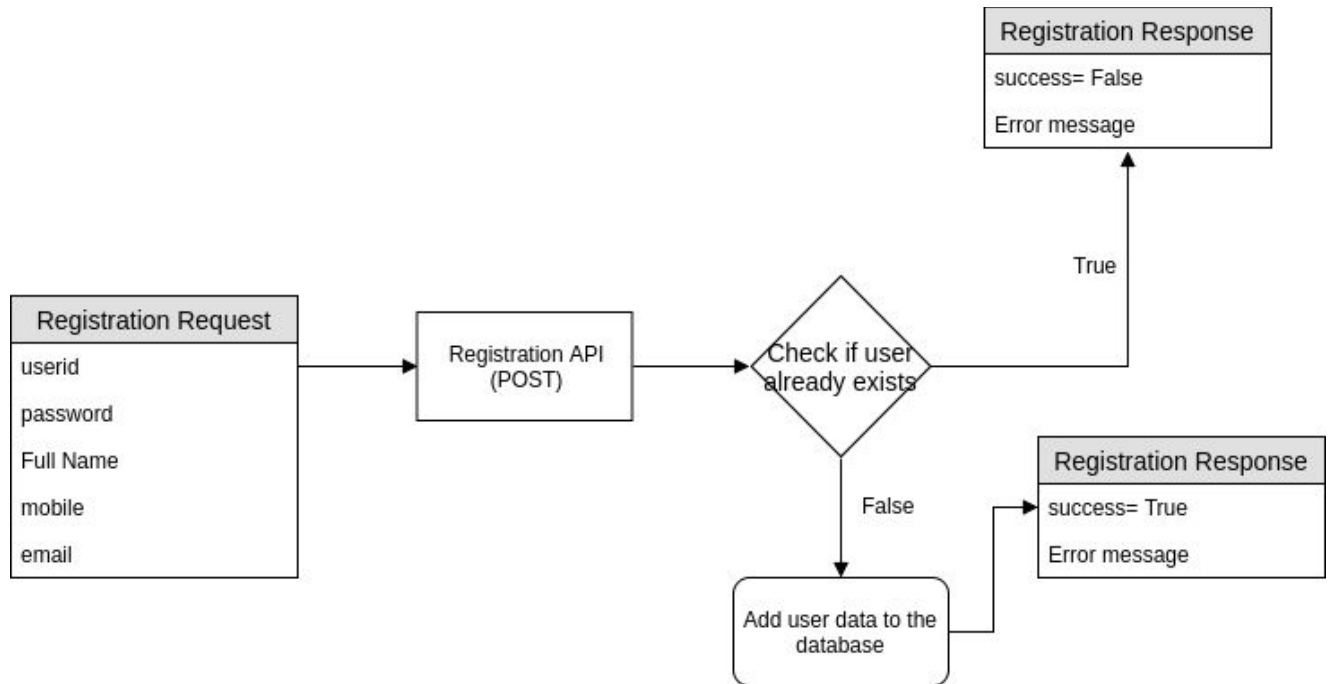 Registration Response
success= False
Error message
True
Registration Request
userid
password
Full Name
mobile
email
Registration API
(POST)
Check if user
already exists
False
Registration Response
success= True
Error message
Add user data to the
database